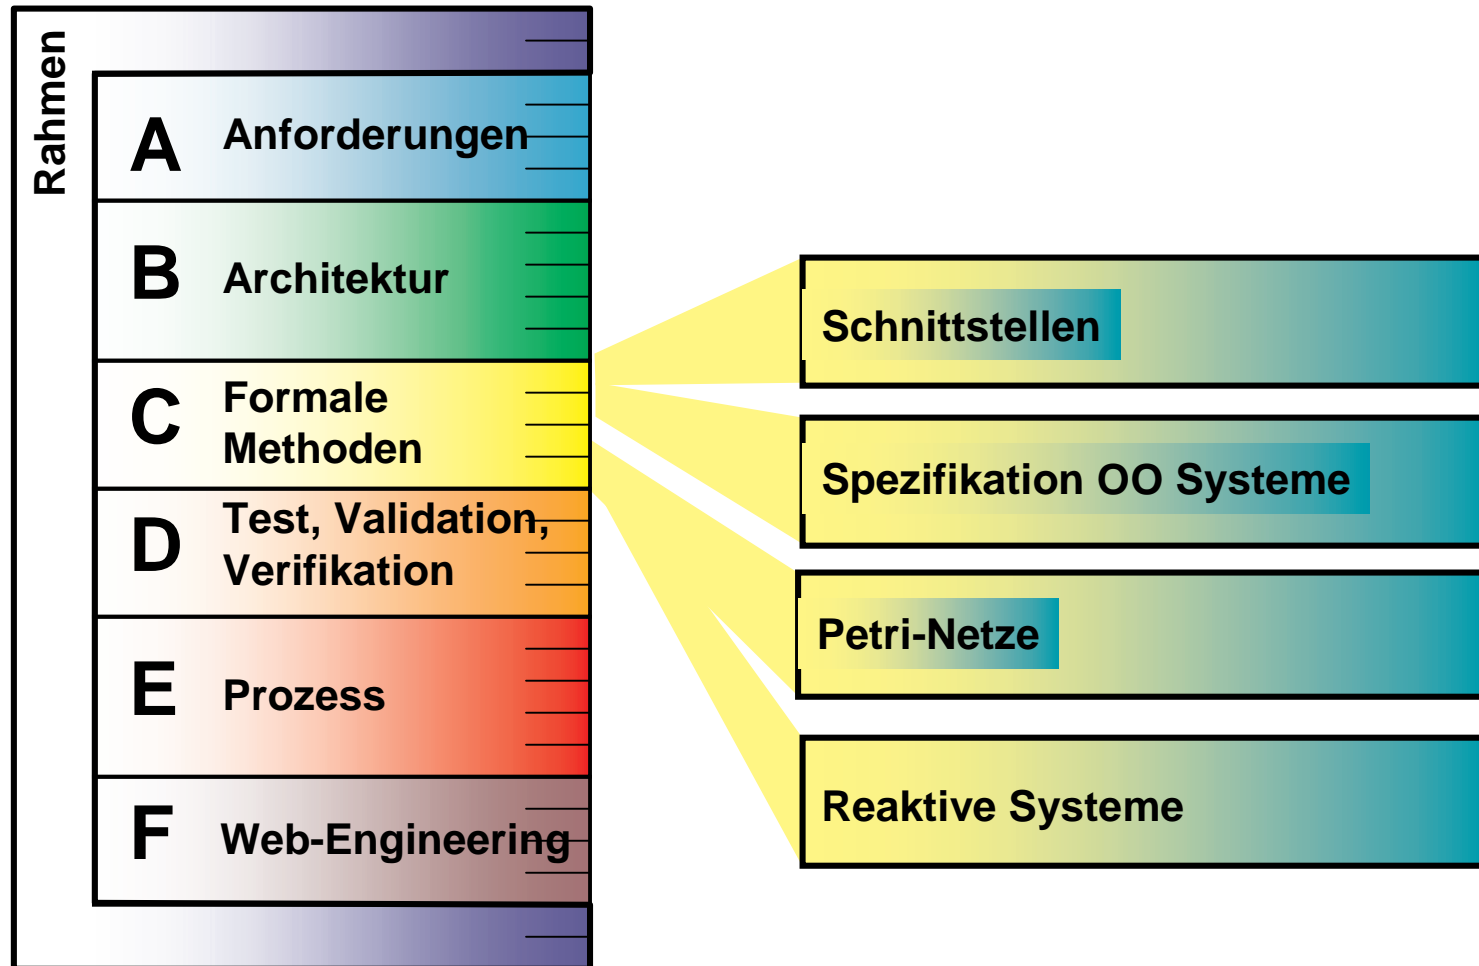 Rahmen
A
Anforderungen
B
Architektur
C
Formale
Methoden
D
Test, Validation,
Verifikation
E
Prozess
F
Web-Engineering
Schnittstellen
Spezifikation OO Systeme
Petri-Netze
Reaktive Systeme